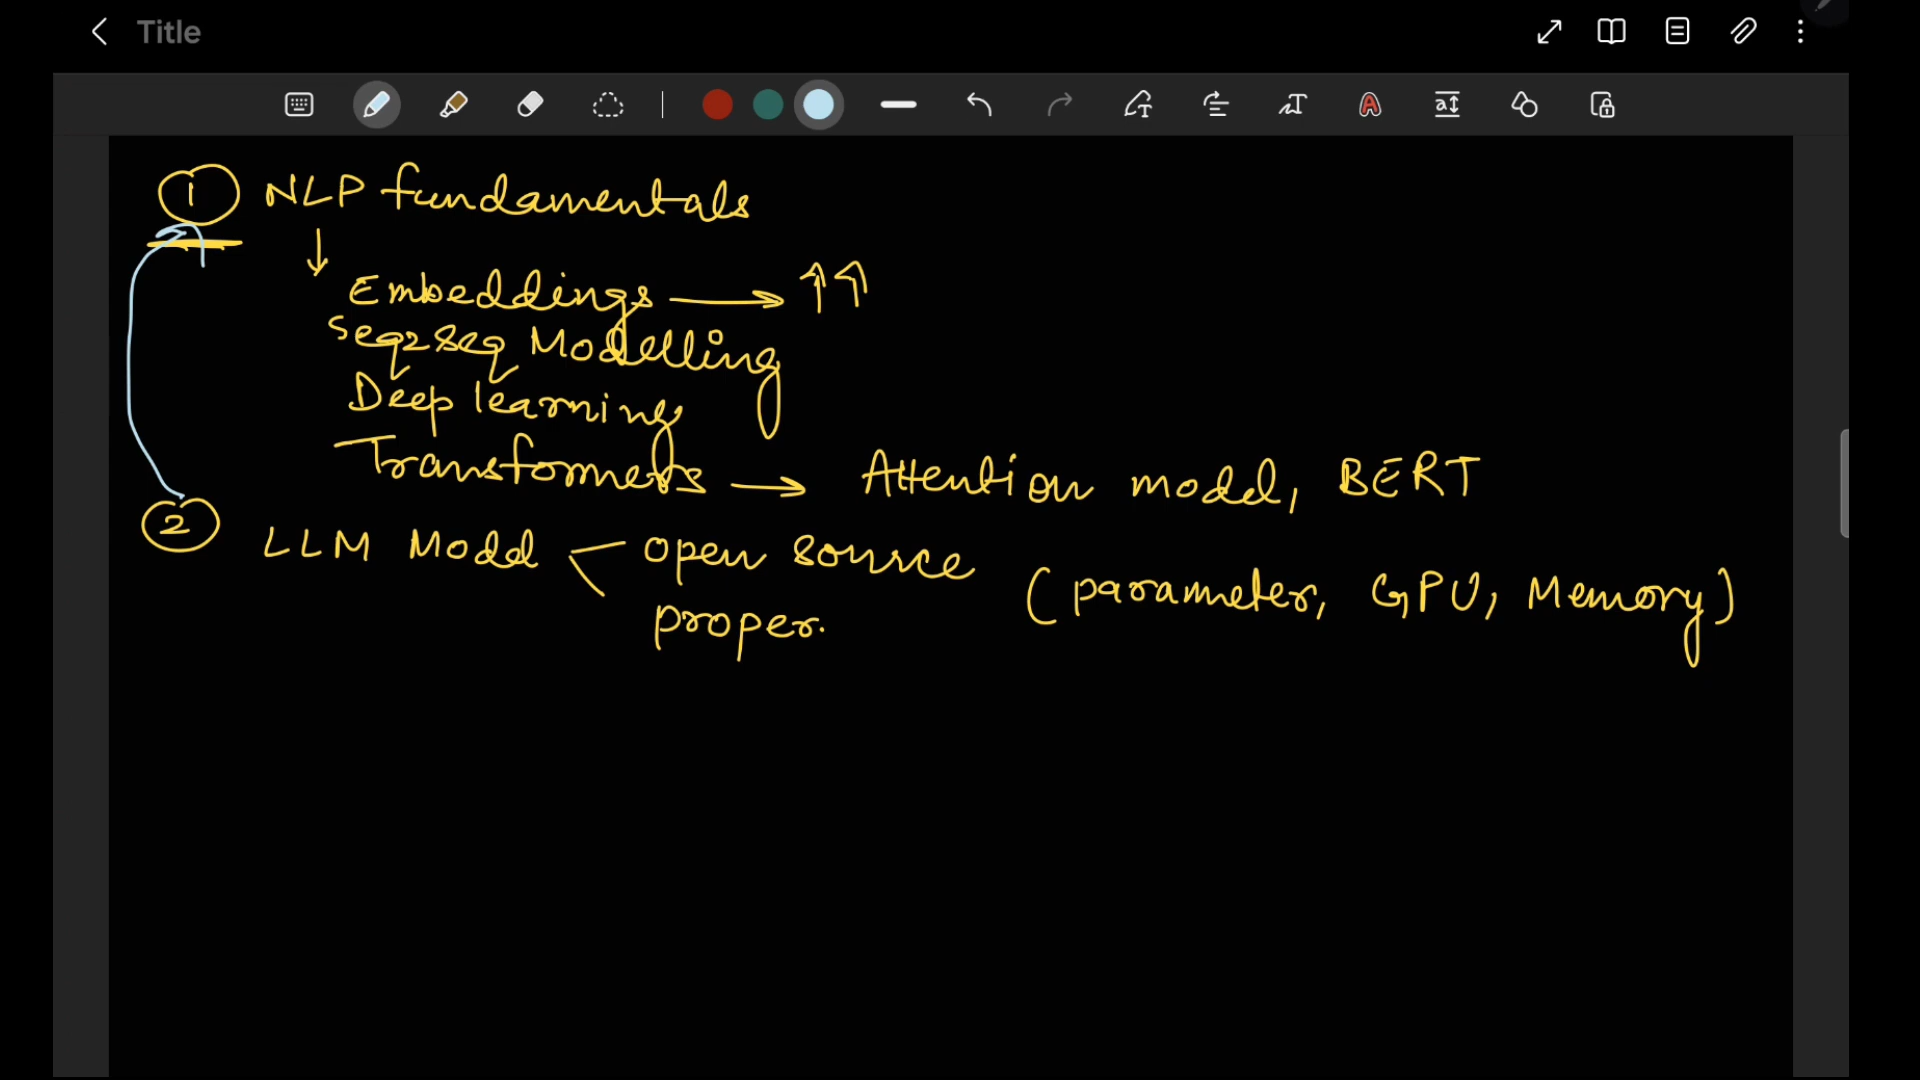 Title
1 NLP fundamentals
↓
Embeddings → ↑↑
Seq2Seq Modelling
Deep learning
Transformers → Attention model, BERT
2 LLM Model open source
(parameter, GPU, Memory)
proper.